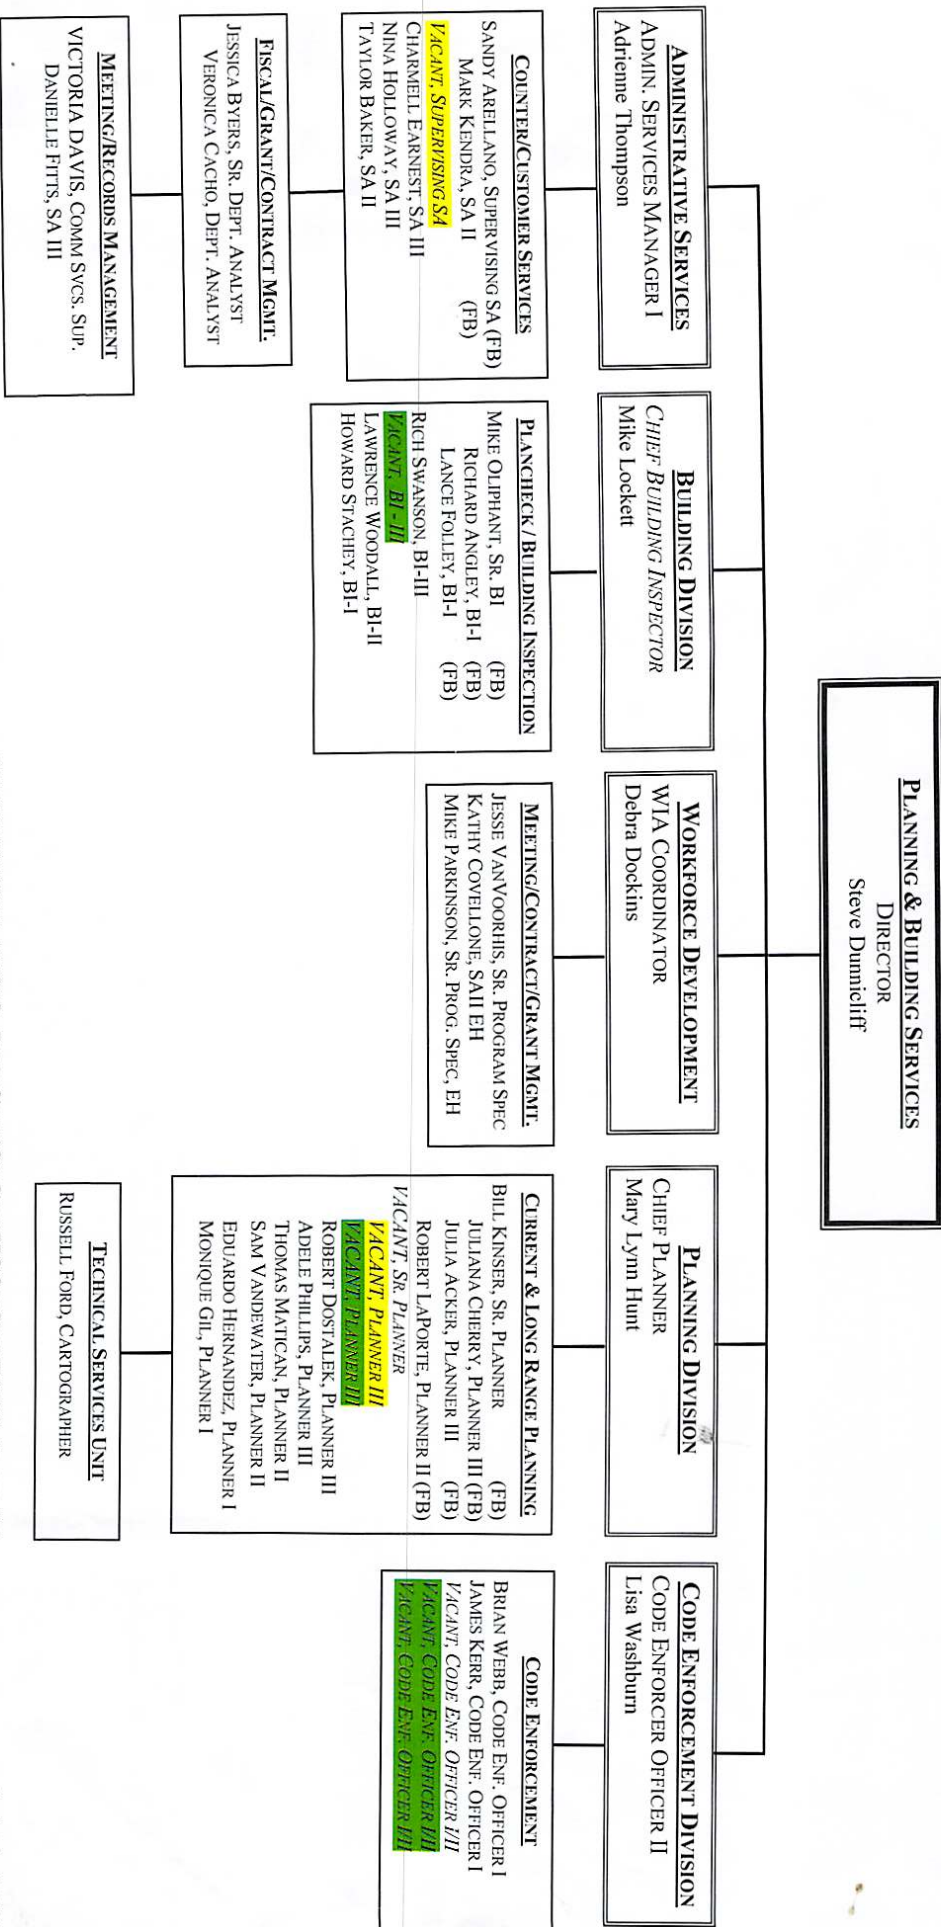 PLANNING & BUILDING SERVICES
DIRECTOR
Steve Dunnicliff
ADMINISTRATIVE SERVICES
ADMIN. SERVICES MANAGER I
Adrienne Thompson
COUNTER/CUSTOMER SERVICES
SANDY ARELLANO, SUPERVISING SA (FB)
MARK KENDRA, SA II (FB)
VACANT, SUPERVISING SA
CHARMELL EARNEST, SA III
NINA HOLLOWAY, SA III
TAYLOR BAKER, SA II
FISCAL/GRANT/CONTRACT MGMT.
JESSICA BYERS, SR. DEPT. ANALYST
VERONICA CACHO, DEPT. ANALYST
MEETING/RECORDS MANAGEMENT
VICTORIA DAVIS, COMM SVCS. SUP.
DANIELLE FITTS, SA III
BUILDING DIVISION
CHIEF BUILDING INSPECTOR
Mike Lockett
PLANCHECK / BUILDING INSPECTION
MIKE OLIPHANT, SR. BI (FB)
RICHARD ANGLEY, BI-I (FB)
LANCE FOLLEY, BI-I (FB)
RICH SWANSON, BI-III
VACANT, BI - III
LAWRENCE WOODALL, BI-II
HOWARD STACHEY, BI-I
WORKFORCE DEVELOPMENT
WIA COORDINATOR
Debra Dockins
MEETING/CONTRACT/GRANT MGMT.
JESSE VANVOORHIS, SR. PROGRAM SPEC
KATHY COVELLONE, SAII EH
MIKE PARKINSON, SR. PROG. SPEC, EH
PLANNING DIVISION
CHIEF PLANNER
Mary Lynn Hunt
CURRENT & LONG RANGE PLANNING
BILL KINSER, SR. PLANNER (FB)
JULIANA CHERRY, PLANNER III (FB)
JULIA ACKER, PLANNER III (FB)
ROBERT LAPORTE, PLANNER II (FB)
VACANT, SR. PLANNER
VACANT, PLANNER III
VACANT, PLANNER III
ROBERT DOSTALEK, PLANNER III
ADELE PHILLIPS, PLANNER III
THOMAS MATICAN, PLANNER II
SAM VANDEWATER, PLANNER II
EDUARDO HERNANDEZ, PLANNER I
MONIQUE GIL, PLANNER I
TECHNICAL SERVICES UNIT
RUSSELL FORD, CARTOGRAPHER
CODE ENFORCEMENT DIVISION
CODE ENFORCER OFFICER II
Lisa Washburn
CODE ENFORCEMENT
BRIAN WEBB, CODE ENF. OFFICER I
JAMES KERR, CODE ENF. OFFICER I
VACANT, CODE ENF. OFFICER I/II
VACANT, CODE ENF. OFFICER I/II
VACANT, CODE ENF. OFFICER I/II